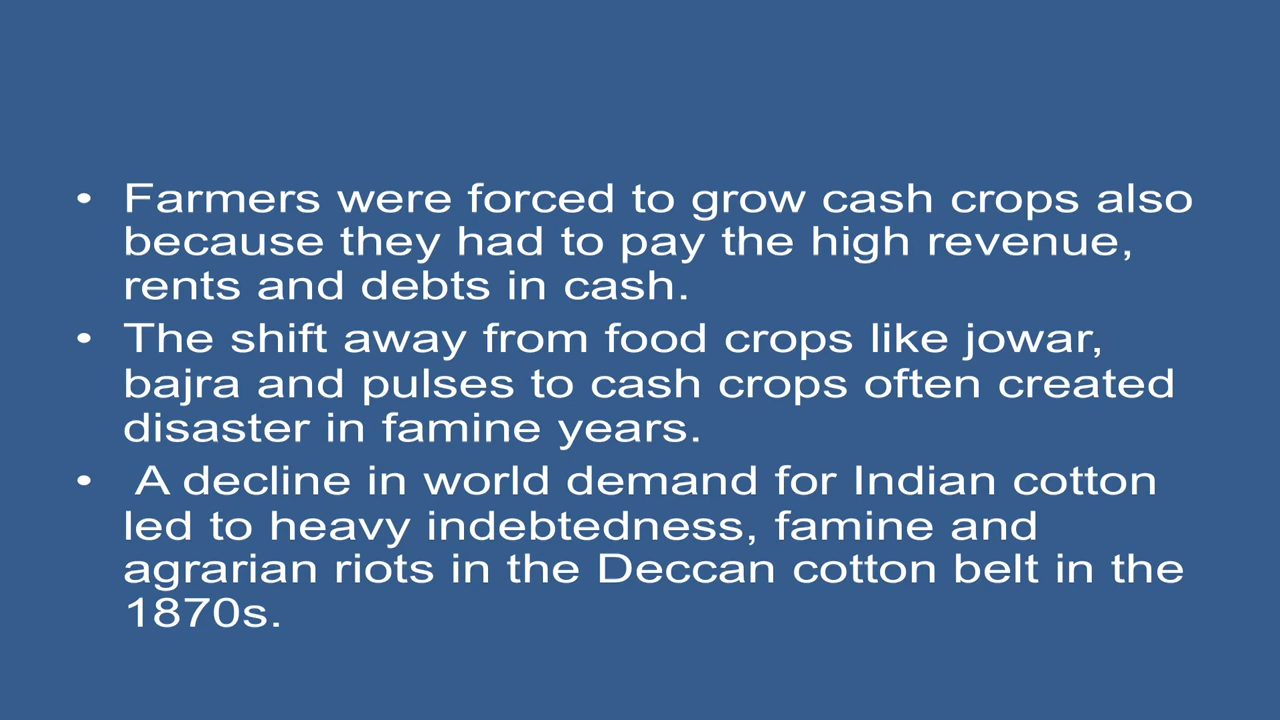 • Farmers were forced to grow cash crops also
because they had to pay the high revenue,
rents and debts in cash.
• The shift away from food crops like jowar,
bajra and pulses to cash crops often created
disaster in famine years.
• A decline in world demand for Indian cotton
led to heavy indebtedness, famine and
agrarian riots in the Deccan cotton belt in the
1870s.